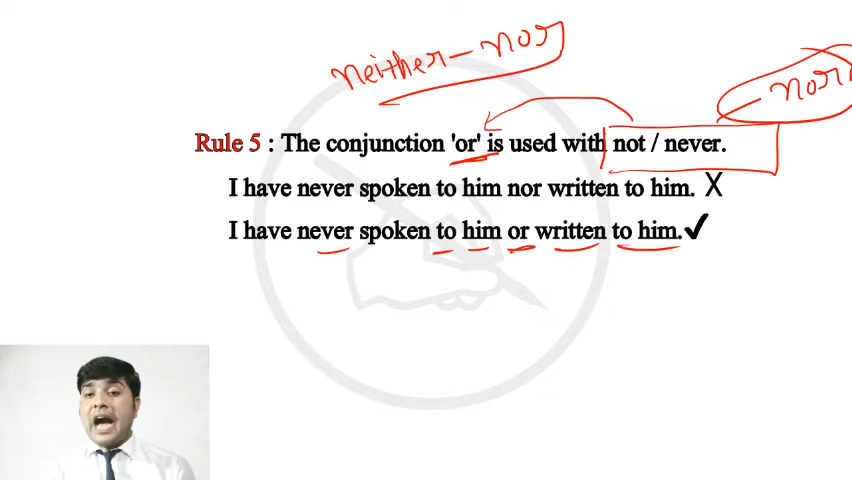 neither - nor
nor
Rule 5 : The conjunction 'or' is used with not / never.
I have never spoken to him nor written to him. X
I have never spoken to him or written to him. ✔